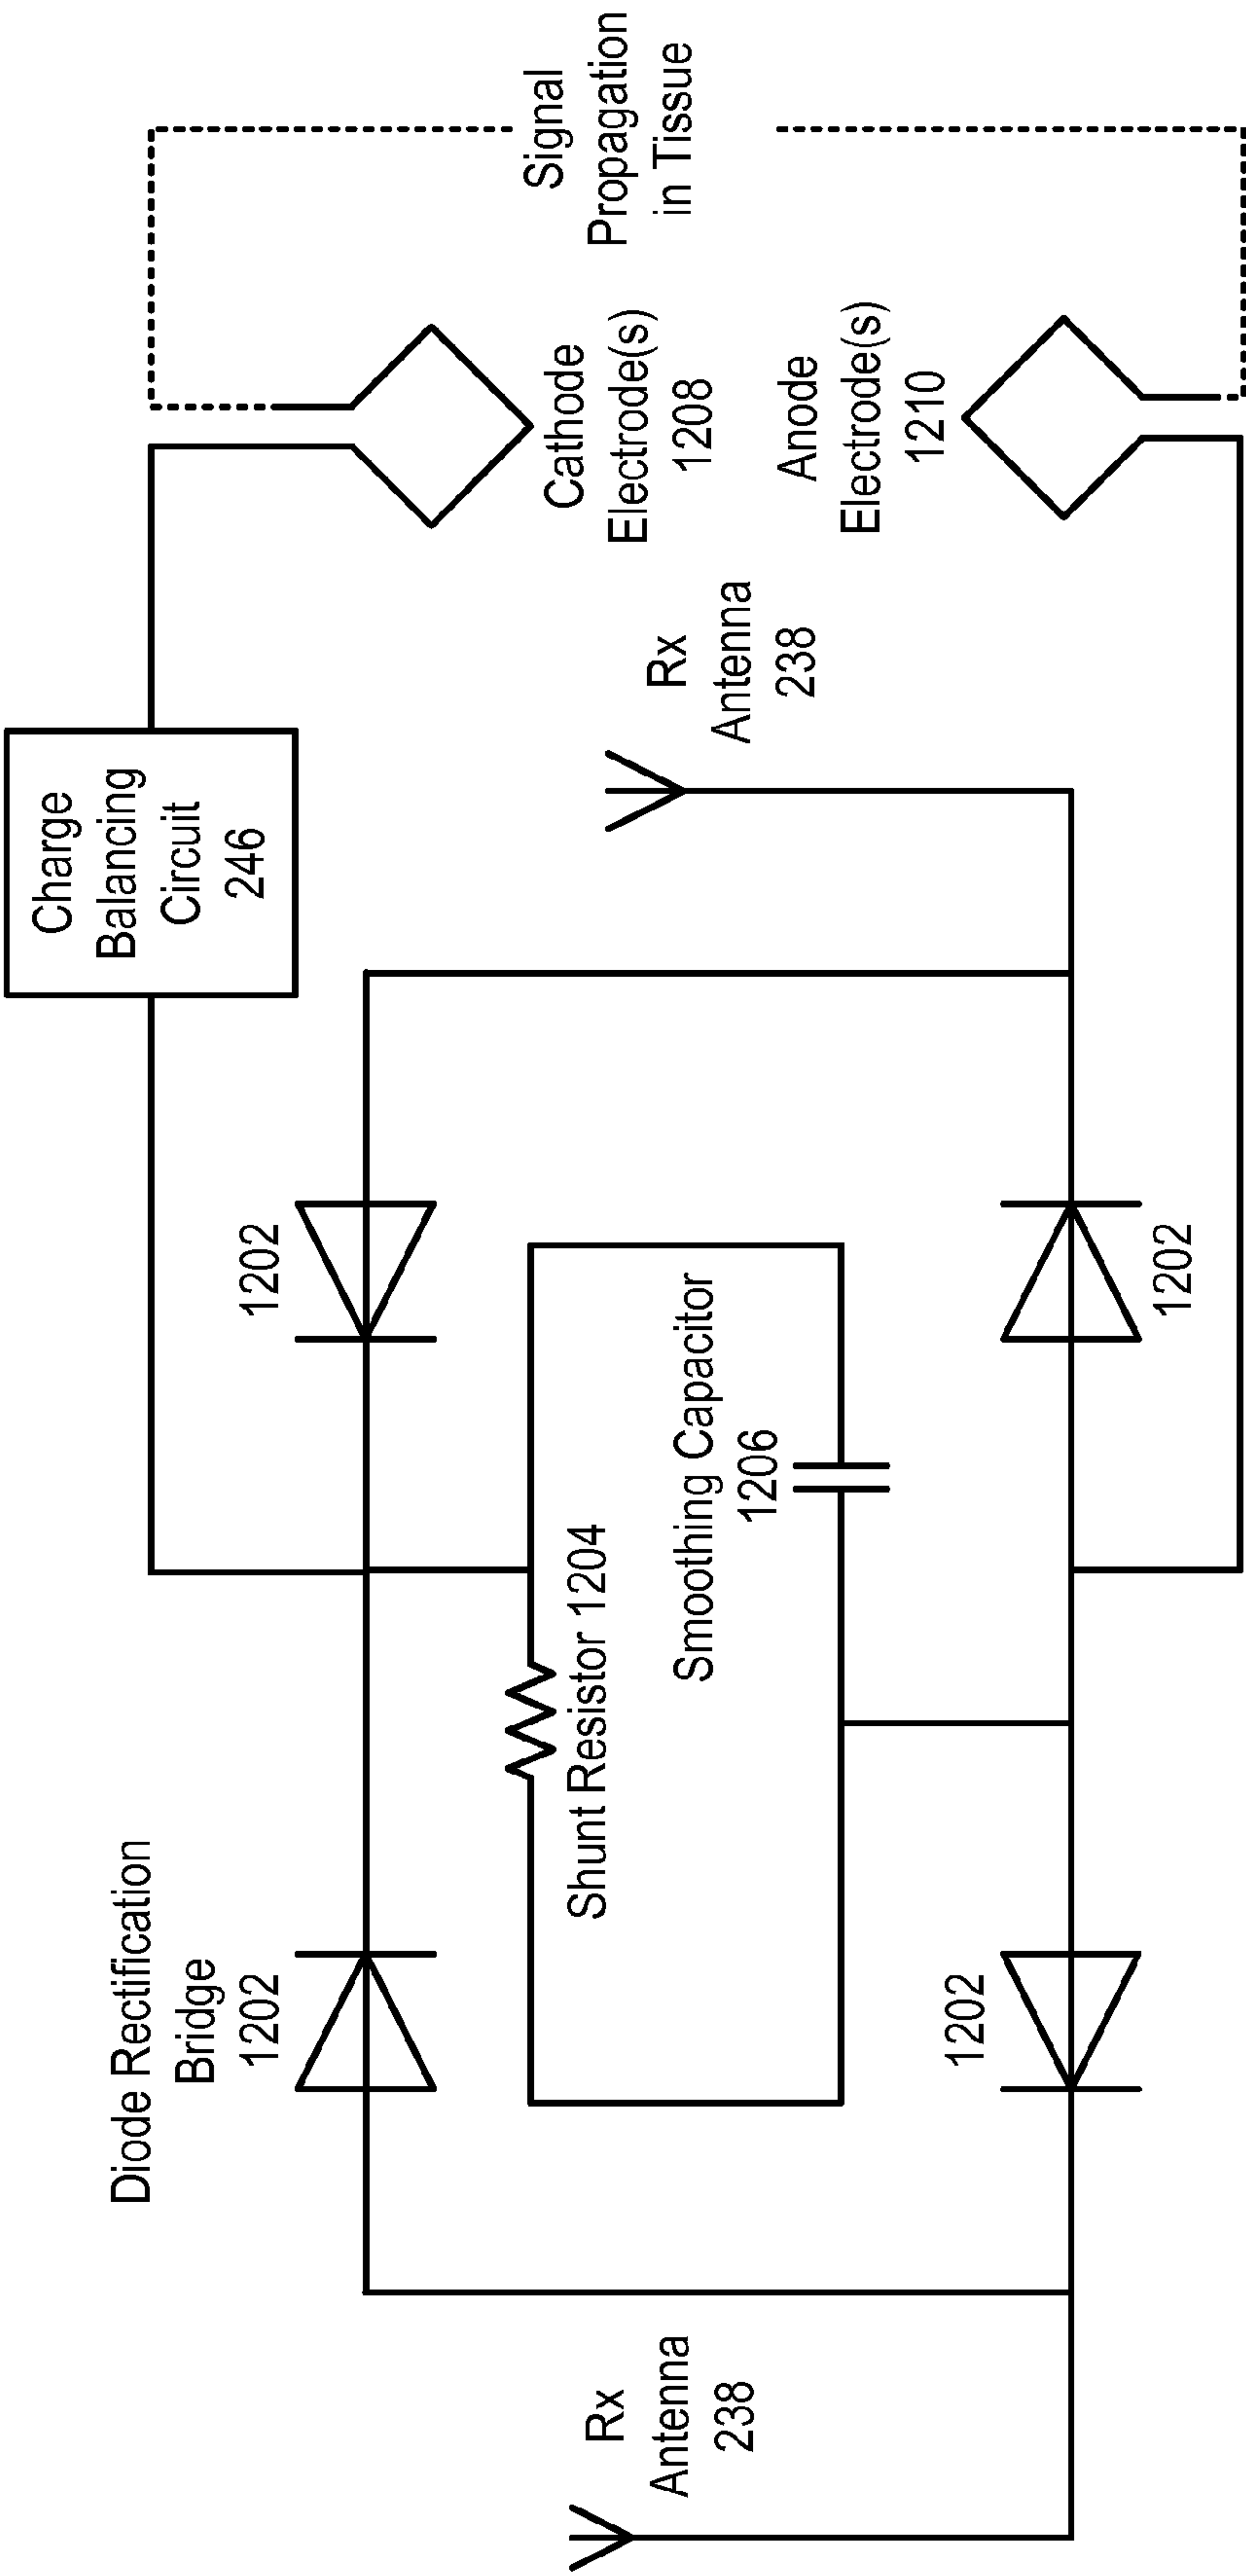 Diode Rectification
Bridge
1202
1202
Charge
Balancing
Circuit
246
Shunt Resistor 1204
Smoothing Capacitor
1206
1202
1202
Rx
Antenna
238
Rx
Antenna
238
Cathode
Electrode(s)
1208
Anode
Electrode(s)
1210
Signal
Propagation
in Tissue